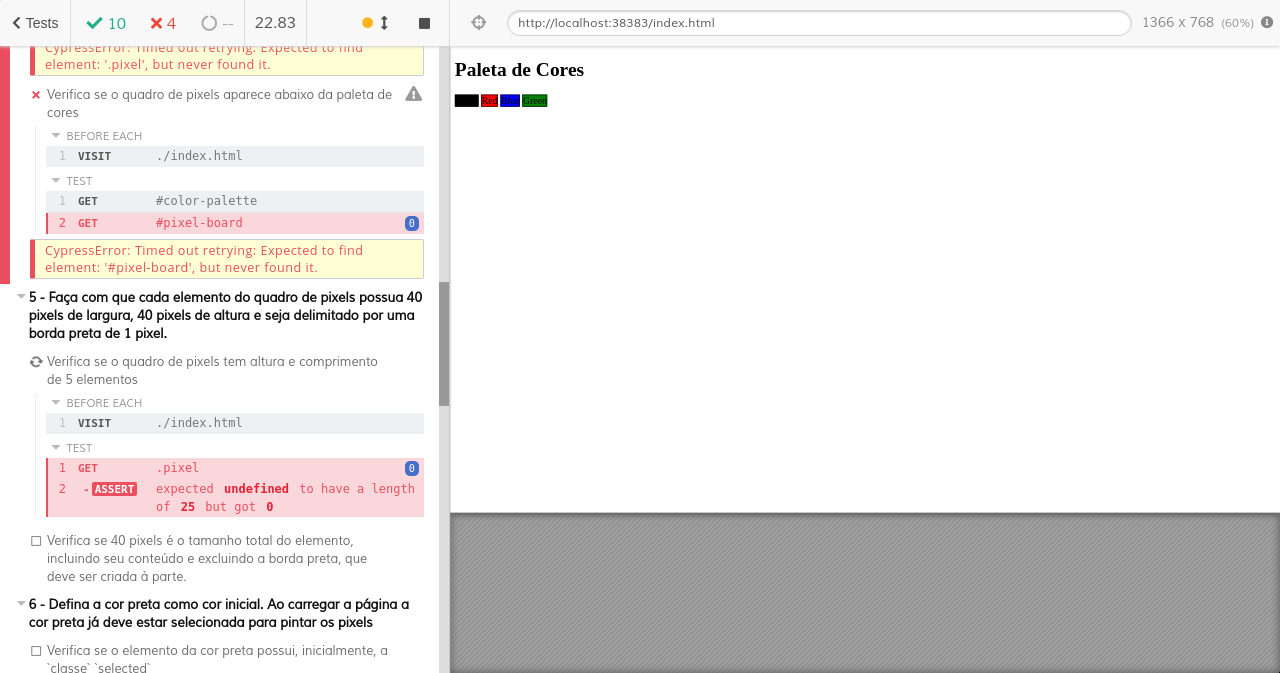 Tests
10
4
--
22.83
http://localhost:38383/index.html
1366 x 768 (60%)
CypressError: Timed out retrying: Expected to find
element: '.pixel', but never found it.
Verifica se o quadro de pixels aparece abaixo da paleta de
cores
BEFORE EACH
1 VISIT ./index.html
TEST
1 GET #color-palette
2 GET #pixel-board 0
CypressError: Timed out retrying: Expected to find
element: '#pixel-board', but never found it.
5 - Faça com que cada elemento do quadro de pixels possua 40
pixels de largura, 40 pixels de altura e seja delimitado por uma
borda preta de 1 pixel.
Verifica se o quadro de pixels tem altura e comprimento
de 5 elementos
BEFORE EACH
1 VISIT ./index.html
TEST
1 GET .pixel 0
2 -ASSERT expected undefined to have a length
of 25 but got 0
Verifica se 40 pixels é o tamanho total do elemento,
incluindo seu conteúdo e excluindo a borda preta, que
deve ser criada à parte.
6 - Defina a cor preta como cor inicial. Ao carregar a página a
cor preta já deve estar selecionada para pintar os pixels
Verifica se o elemento da cor preta possui, inicialmente, a
`classe` `selected`
Paleta de Cores
Red Blue Green